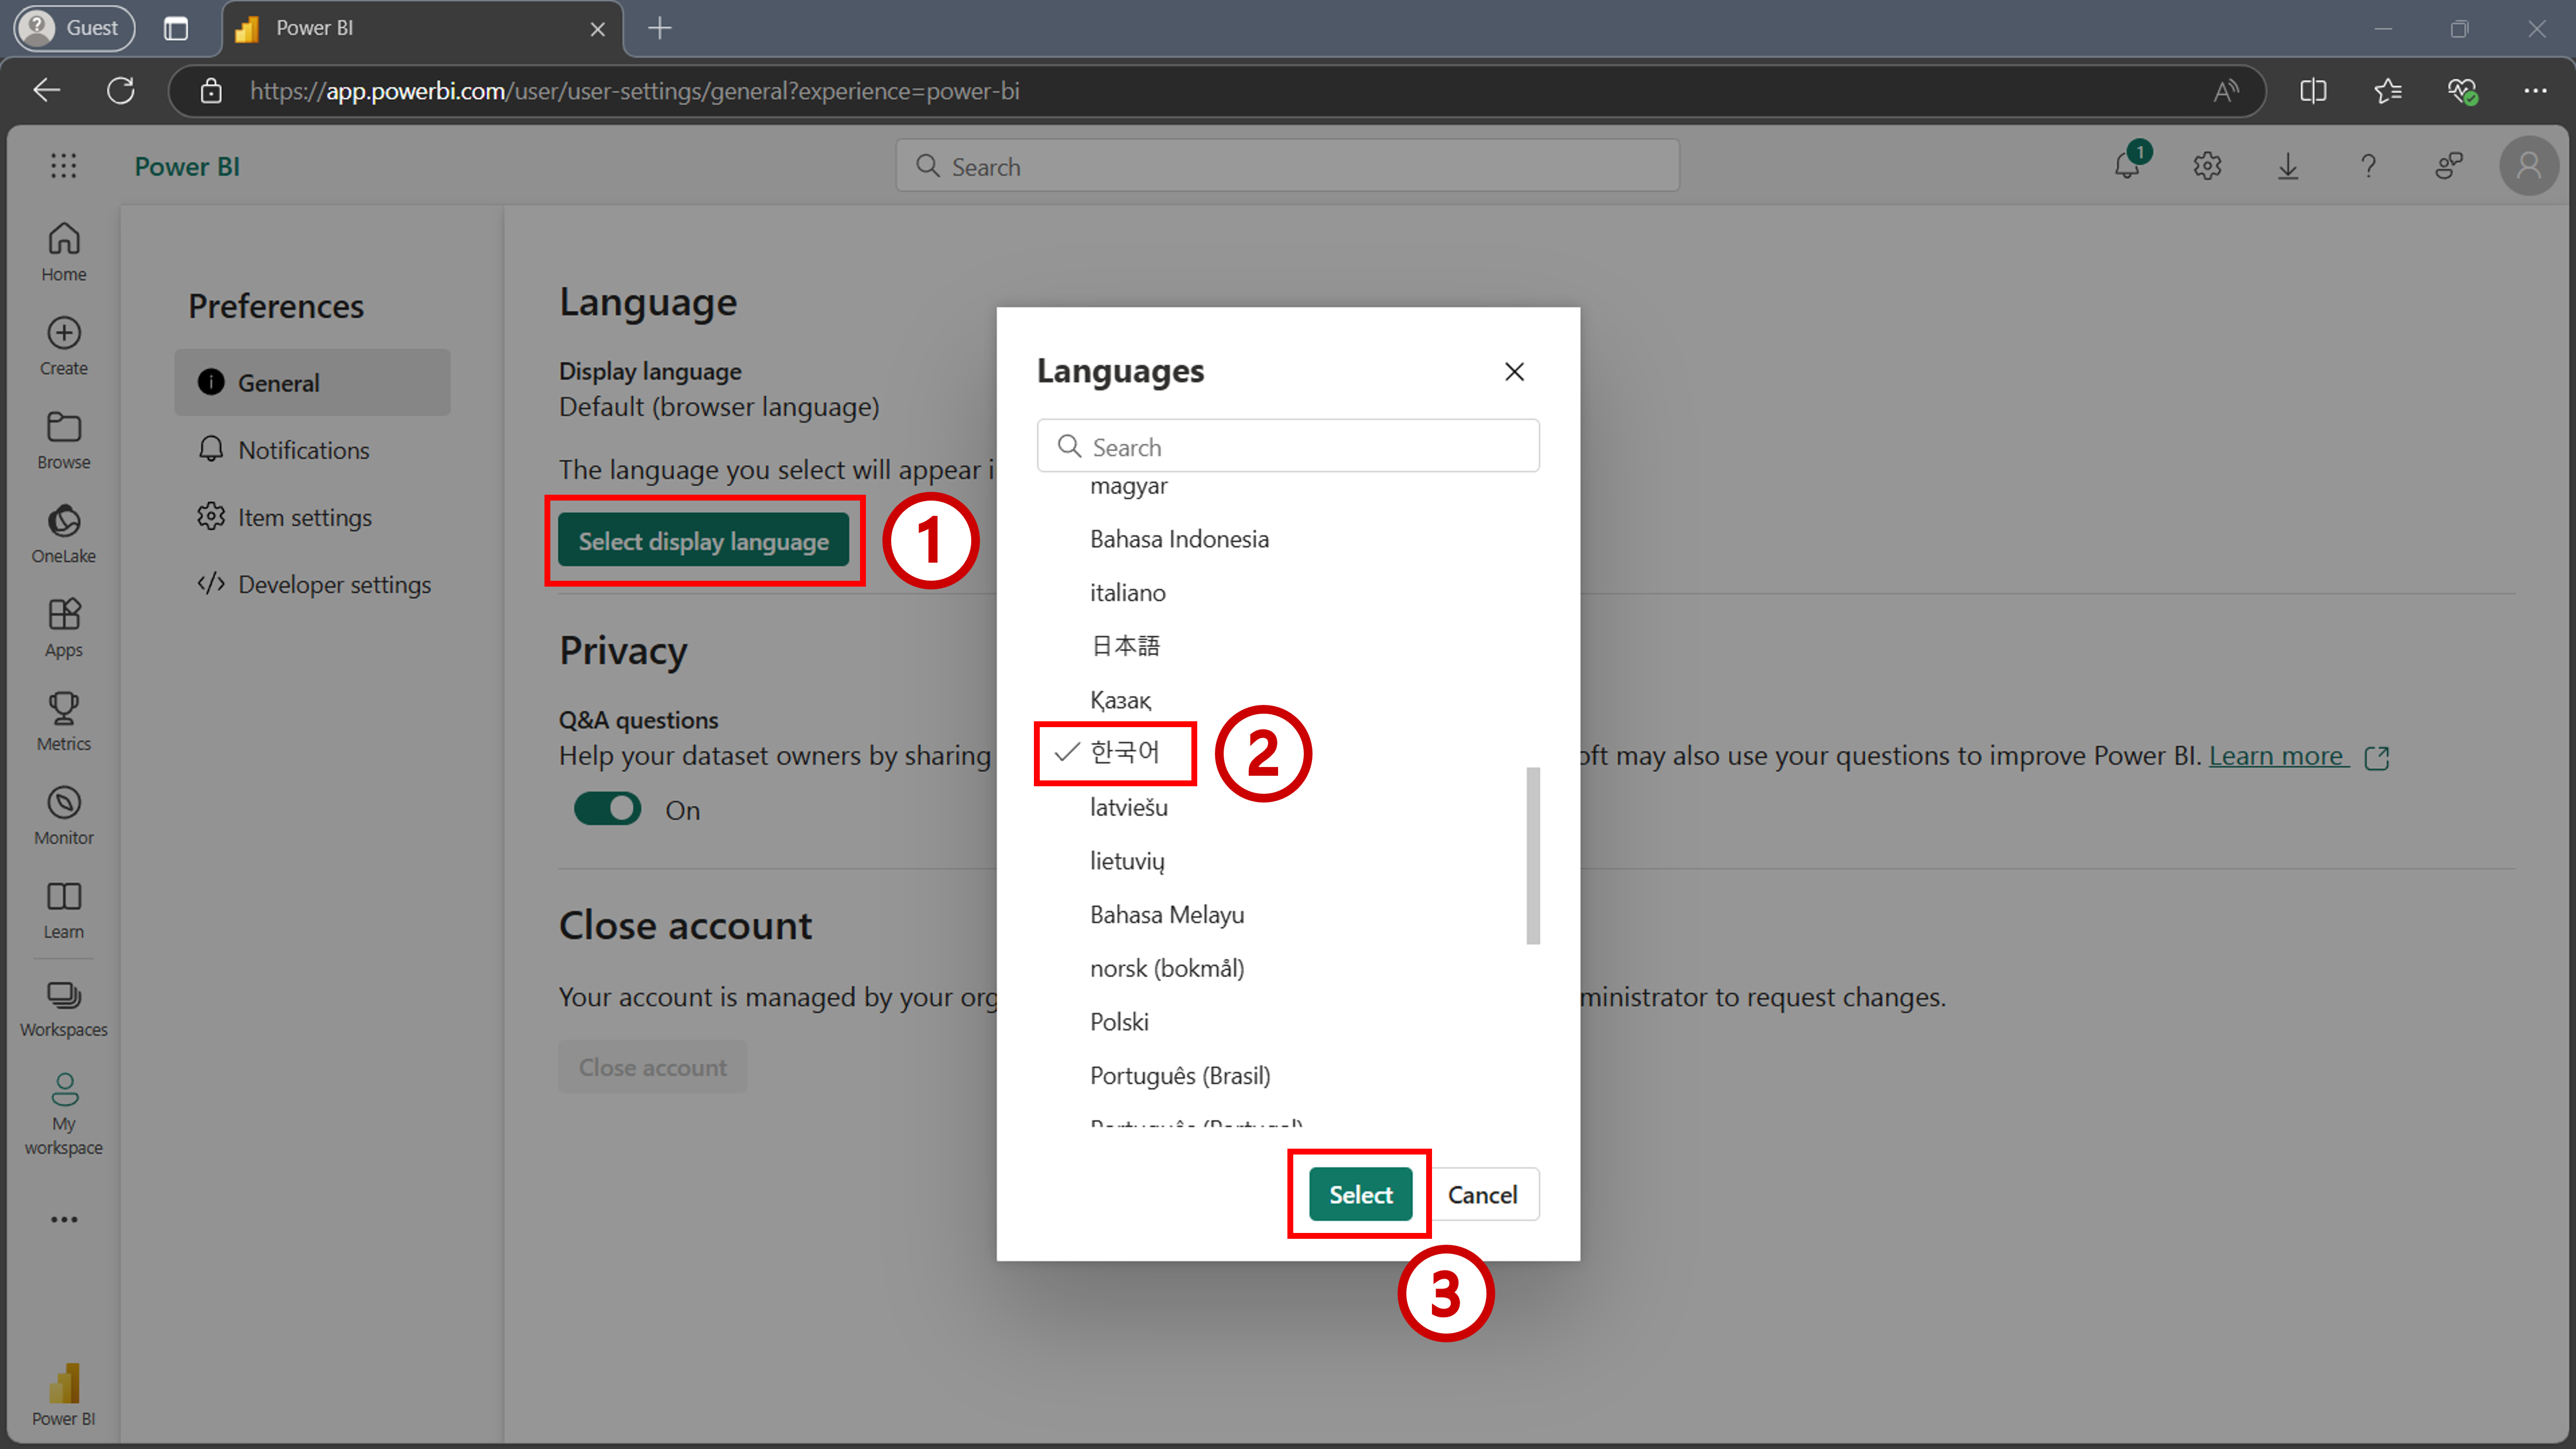 Guest
Power BI
https://app.powerbi.com/user/user-settings/general?experience=power-bi
Power BI
Search
1
Home
Create
Browse
OneLake
Apps
Metrics
Monitor
Learn
Workspaces
My
workspace
Power BI
Preferences
General
Notifications
Item settings
Developer settings
Language
Display language
Default (browser language)
The language you select will appear i
Select display language
1
Privacy
Q&A questions
Help your dataset owners by sharing
oft may also use your questions to improve Power BI. Learn more
On
Close account
Your account is managed by your org
ministrator to request changes.
Close account
Languages
Search
magyar
Bahasa Indonesia
italiano
日本語
Қазақ
한국어
2
latviešu
lietuvių
Bahasa Melayu
norsk (bokmål)
Polski
Português (Brasil)
Português (Portugal)
Select
Cancel
3